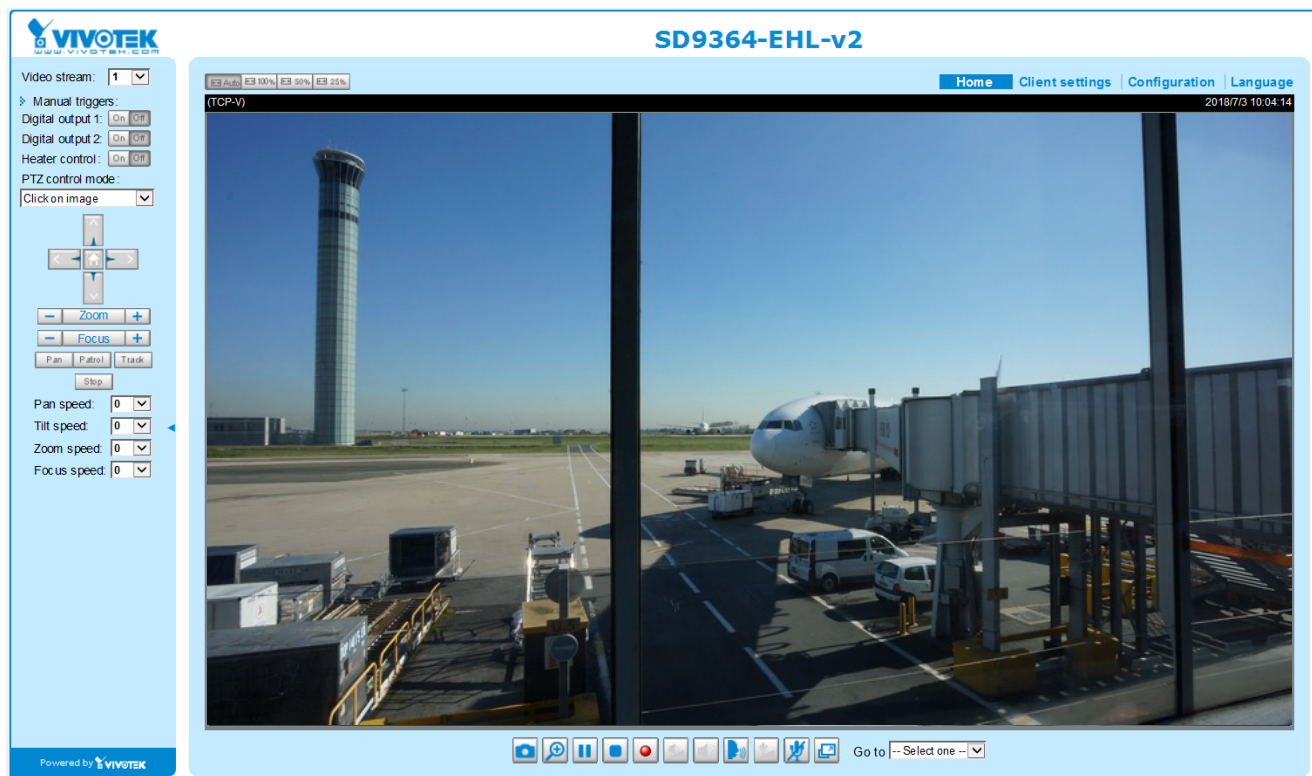 VIVOTEK
www.vivotek.com
SD9364-EHL-v2
Video stream: 1
Manual triggers:
Digital output 1: On Off
Digital output 2: On Off
Heater control: On Off
PTZ control mode:
Click on image
Zoom
Focus
Pan Patrol Track
Stop
Pan speed: 0
Tilt speed: 0
Zoom speed: 0
Focus speed: 0
Powered by VIVOTEK
Auto 100% 50% 25%
Home Client settings Configuration Language
(TCP-V) 2018/7/3 10:04:14
Go to -- Select one --